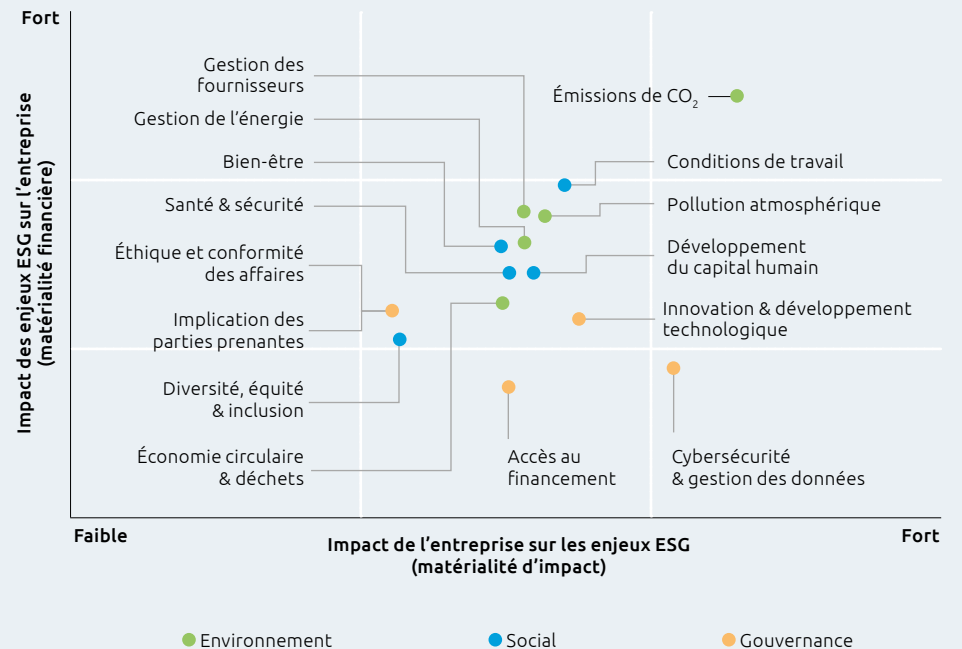 Fort
Impact des enjeux ESG sur l’entreprise
(matérialité financière)
Gestion des
fournisseurs
Émissions de CO₂
Gestion de l’énergie
Bien-être
Conditions de travail
Santé & sécurité
Pollution atmosphérique
Éthique et conformité
des affaires
Développement
du capital humain
Implication des
parties prenantes
Innovation & développement
technologique
Diversité, équité
& inclusion
Économie circulaire
& déchets
Accès au
financement
Cybersécurité
& gestion des données
Faible
Fort
Impact de l’entreprise sur les enjeux ESG
(matérialité d’impact)
Environnement
Social
Gouvernance